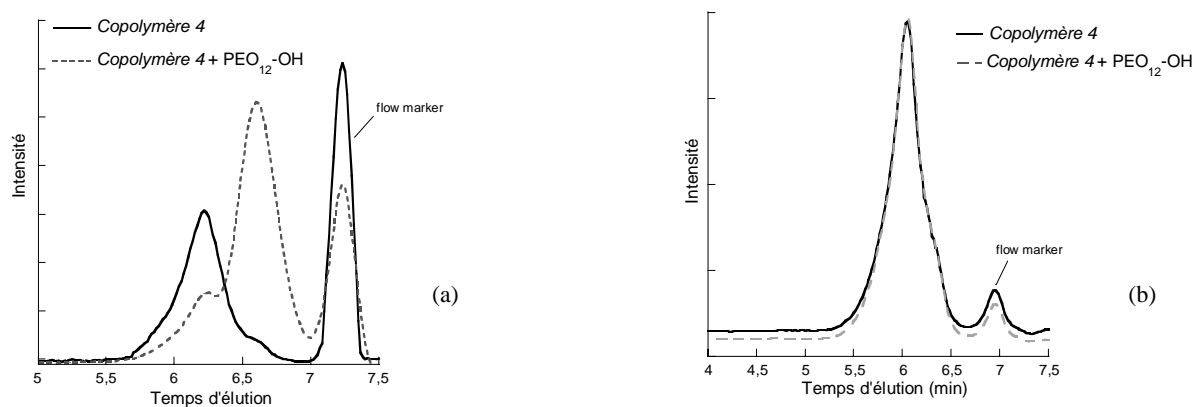 Copolymère 4
Copolymère 4 + PEO12-OH
flow marker
Intensité
(a)
5 5,5 6 6,5 7 7,5
Temps d'élution
Copolymère 4
Copolymère 4 + PEO12-OH
flow marker
Intensité
(b)
4 4,5 5 5,5 6 6,5 7 7,5
Temps d'élution (min)